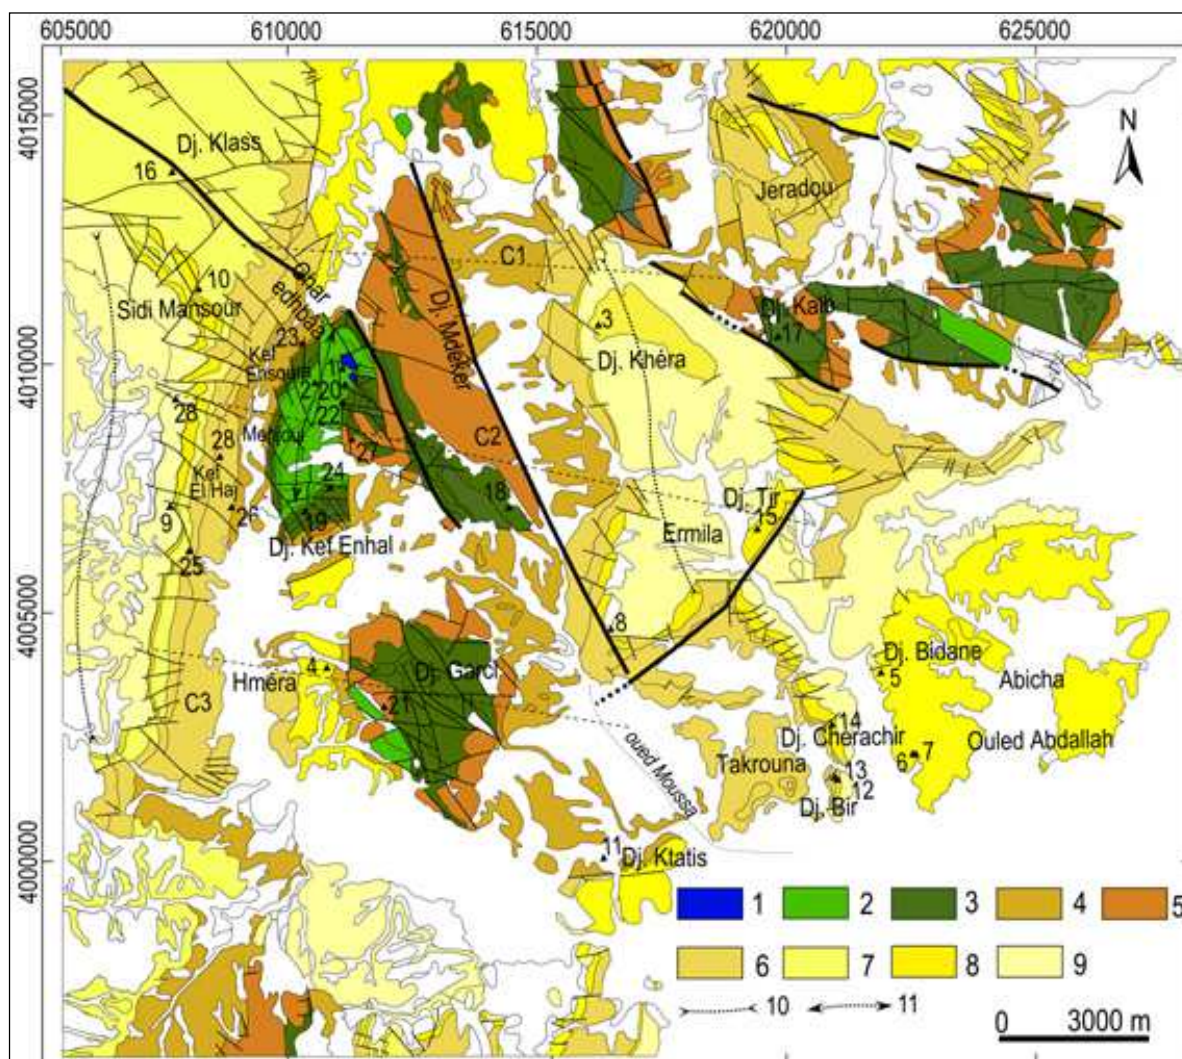 605000 610000 615000 620000 625000
4015000
4010000
4005000
4000000
N
Dj. Klass
16
Jeradou
C1
Ghar
edhbaa
10
Sidi Mansour
Dj. Mdeker
3
Dj. Kalb
17
23
Kef
Ensoura
1
Dj. Khéra
2 20
28
22
C2
28
27
Kef
El Haj
24
18
Dj. Tir
15
9
26
19
Ermila
Dj. Kef Enhal
25
8
Dj. Bidane
5
4
Hméra
Dj. Garci
21
Abicha
C3
14
Dj. Cherachir
Ouled Abdallah
oued Moussa
Takrouna
6 7
13
12
Dj. Bir
11
Dj. Ktatis
1 2 3 4 5
6 7 8 9
10 11
0 3000 m